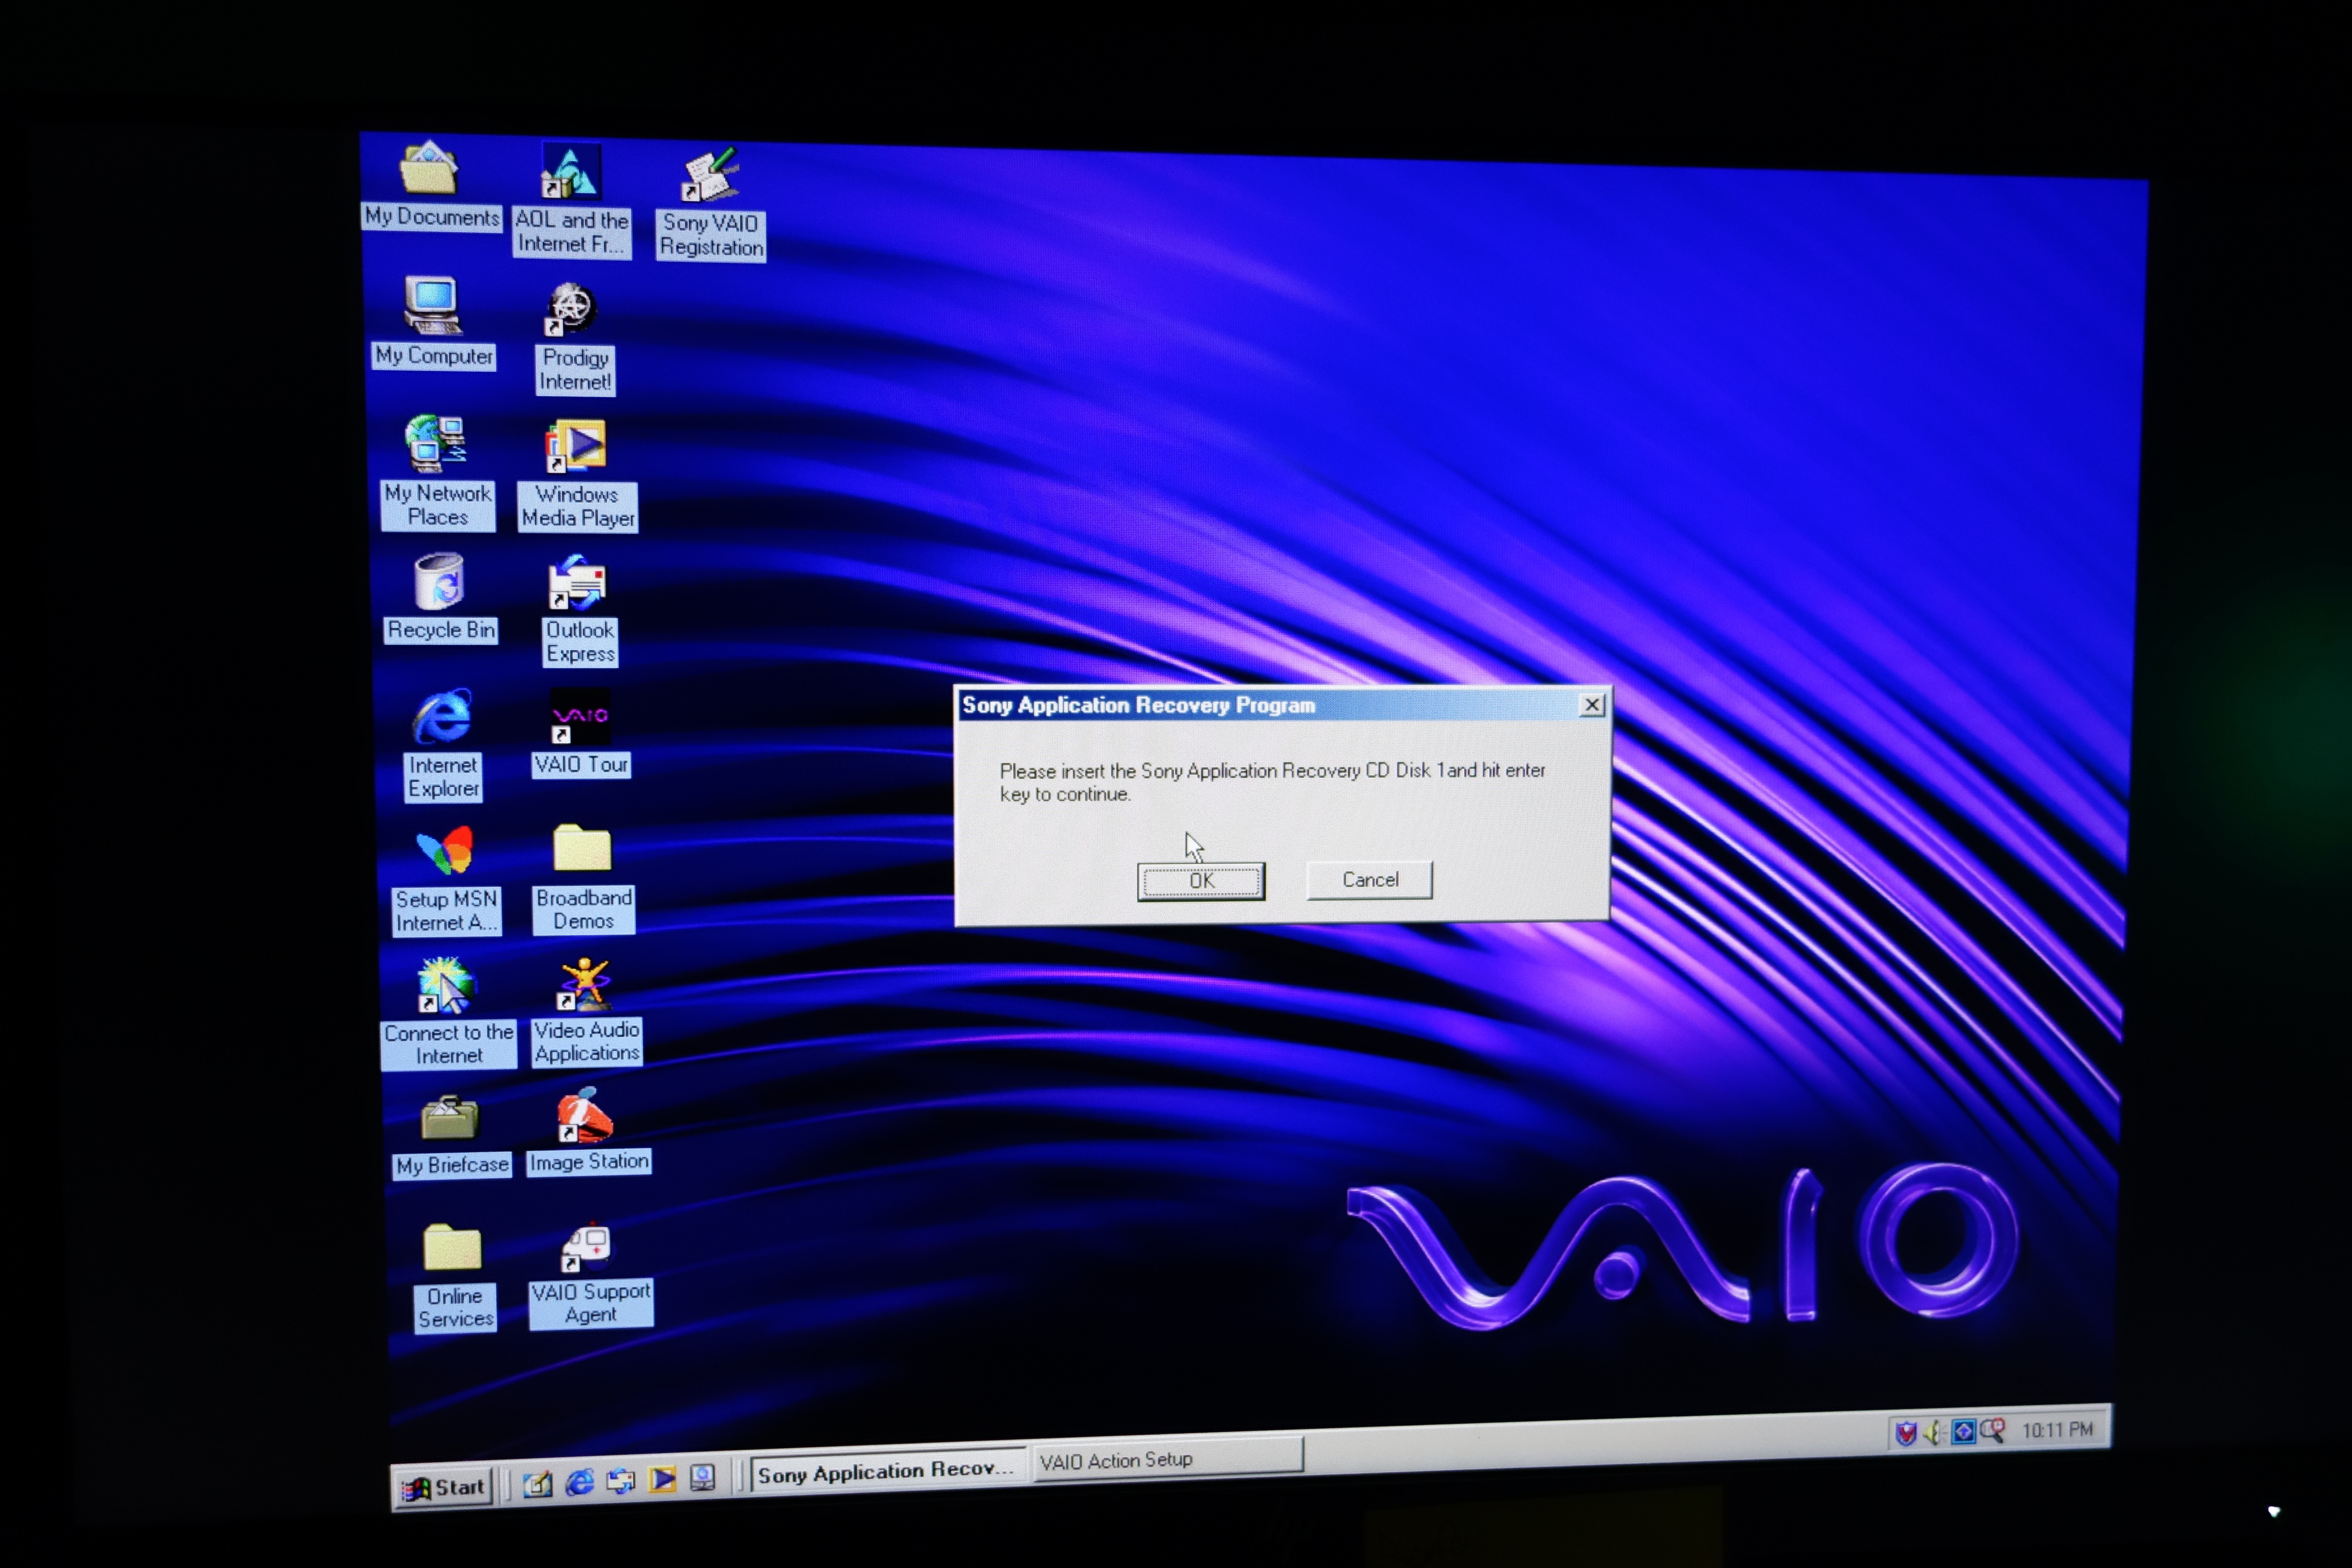 My Documents
AOL and the
Internet Fr...
Sony VAIO
Registration
My Computer
Prodigy
Internet!
My Network
Places
Windows
Media Player
Recycle Bin
Outlook
Express
Internet
Explorer
VAIO
VAIO Tour
Setup MSN
Internet A...
Broadband
Demos
Connect to the
Internet
Video Audio
Applications
My Briefcase
Image Station
Online
Services
VAIO Support
Agent
Sony Application Recovery Program
Please insert the Sony Application Recovery CD Disk 1and hit enter
key to continue.
OK
Cancel
VAIO
Start
Sony Application Recov...
VAIO Action Setup
10:11 PM